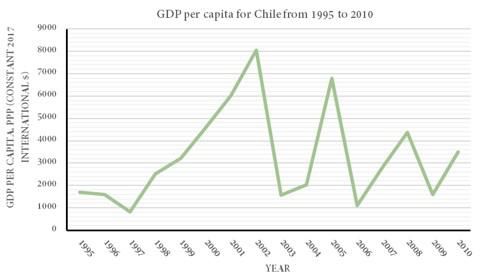 GDP per capita for Chile from 1995 to 2010
GDP PER CAPITA, PPP (CONSTANT 2017
INTERNATIONAL $)
9000
8000
7000
6000
5000
4000
3000
2000
1000
0
1995 1996 1997 1998 1999 2000 2001 2002 2003 2004 2005 2006 2007 2008 2009 2010
YEAR